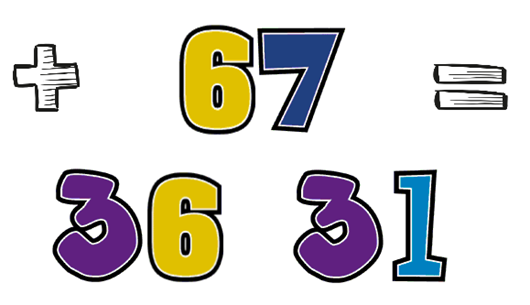 + 67 =
36 31